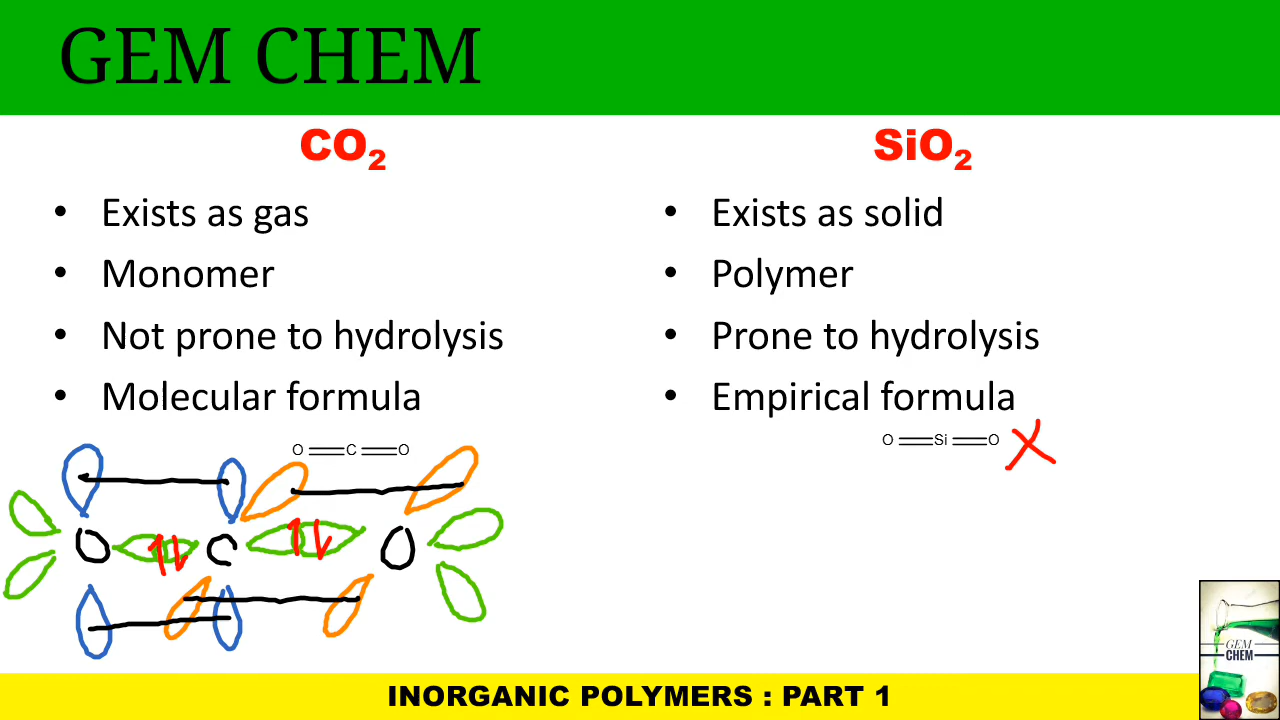 GEM CHEM
CO₂
• Exists as gas
• Monomer
• Not prone to hydrolysis
• Molecular formula
O=C=O
O C O
SiO₂
• Exists as solid
• Polymer
• Prone to hydrolysis
• Empirical formula
O=Si=O X
GEM
CHEM
INORGANIC POLYMERS : PART 1